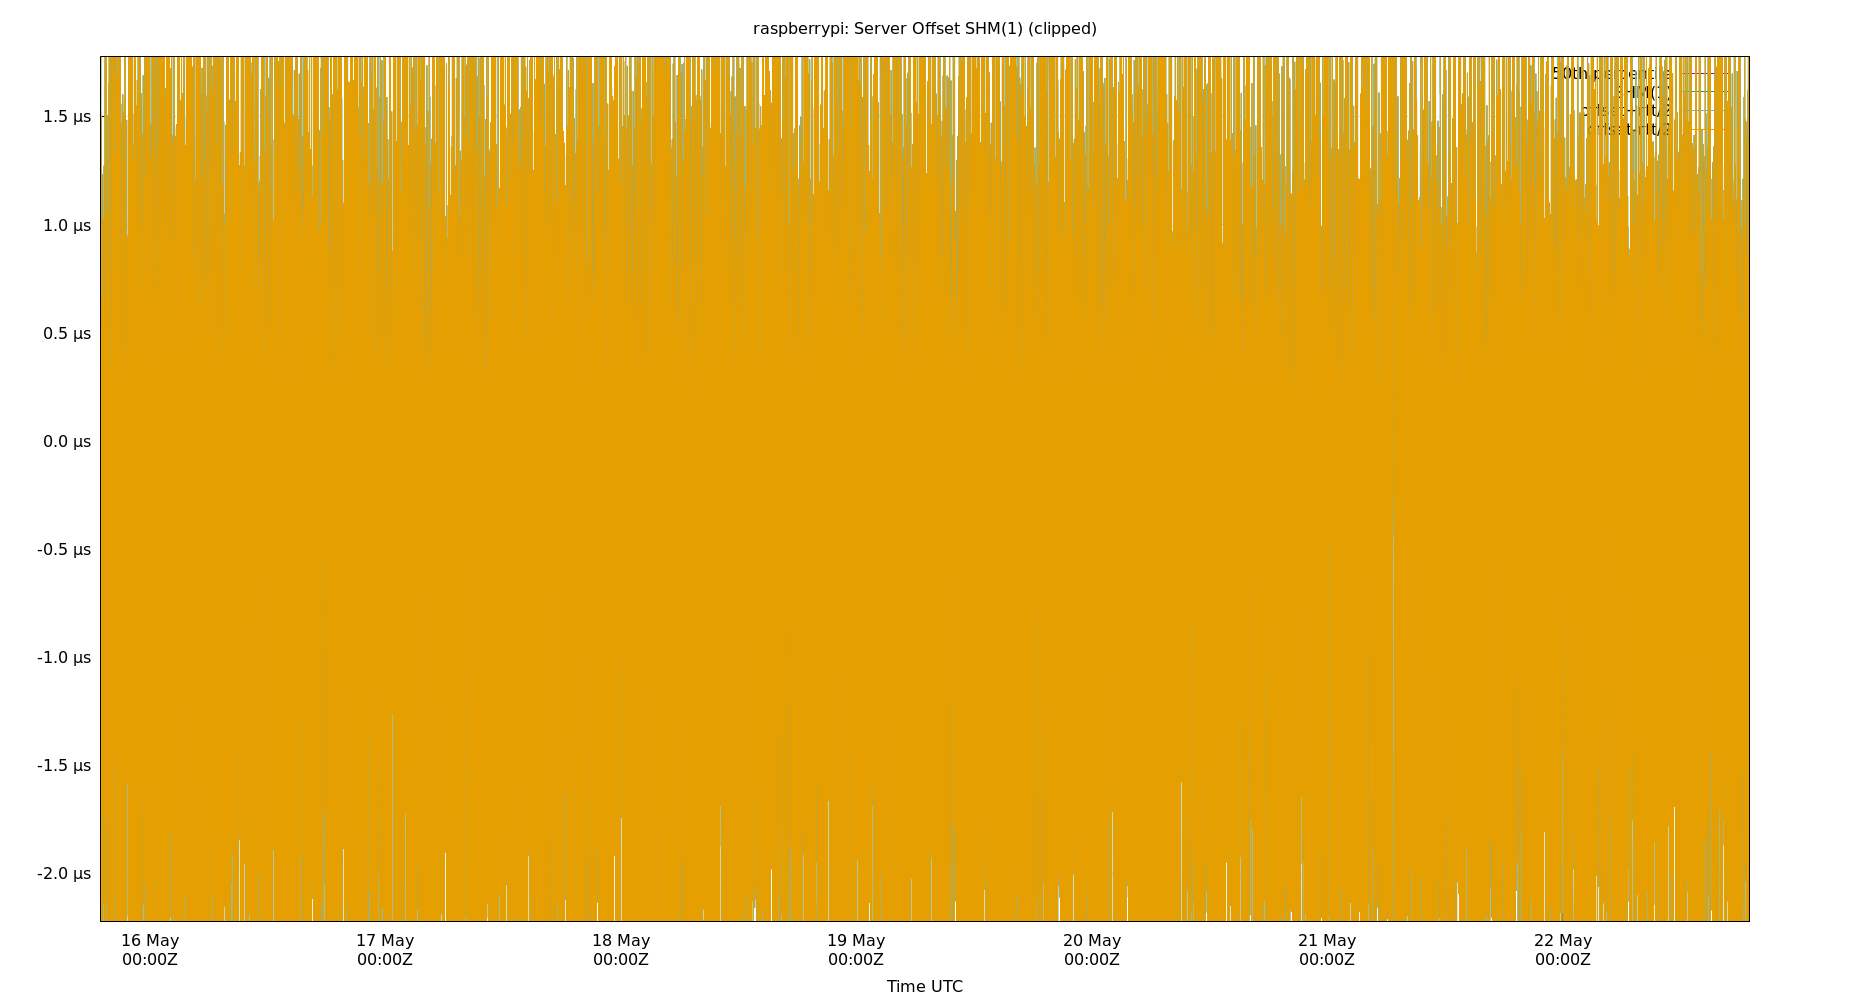 raspberrypi: Server Offset SHM(1) (clipped)
1.5 µs
1.0 µs
0.5 µs
0.0 µs
-0.5 µs
-1.0 µs
-1.5 µs
-2.0 µs
16 May 17 May 18 May 19 May 20 May 21 May 22 May
00:00Z 00:00Z 00:00Z 00:00Z 00:00Z 00:00Z 00:00Z
Time UTC